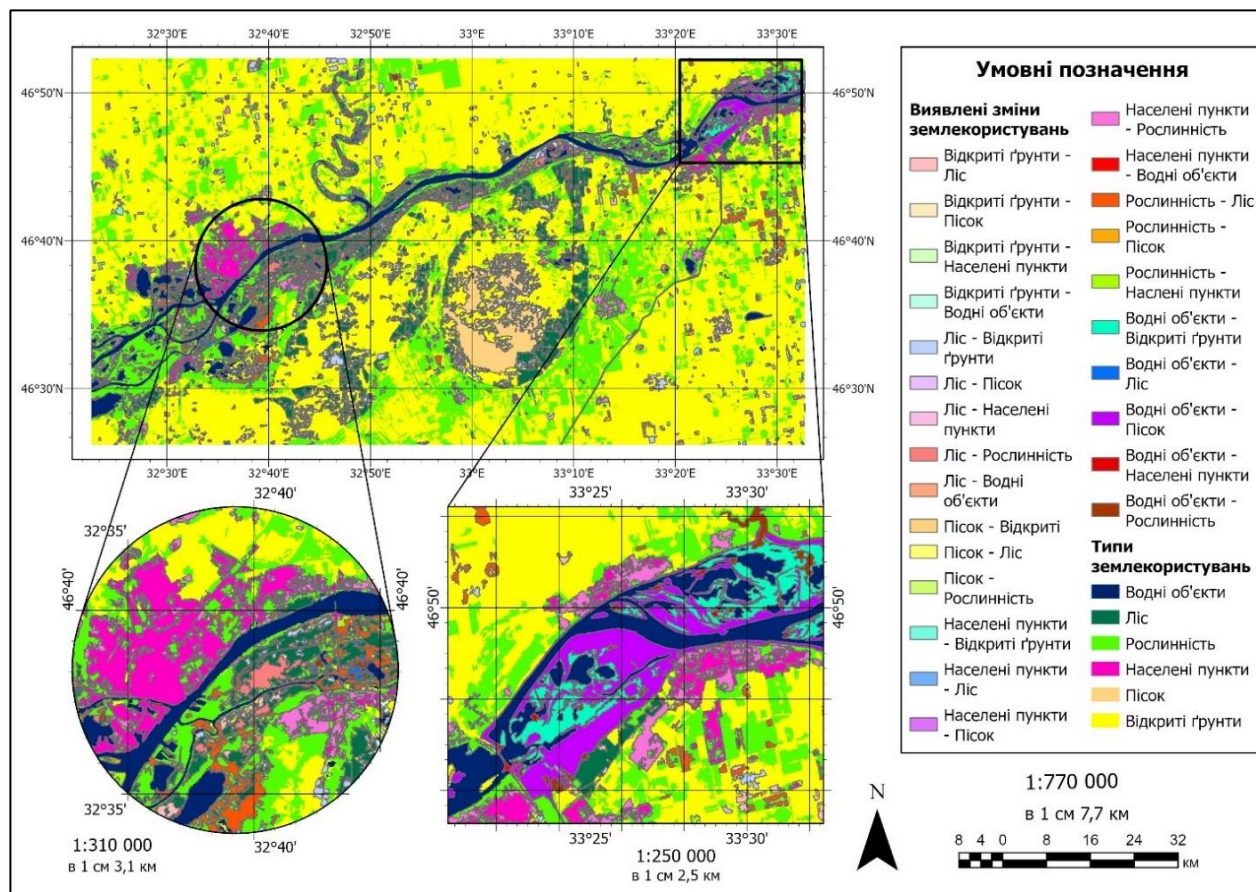 32°30'E
32°40'E
32°50'E
33°E
33°10'E
33°20'E
33°30'E
46°50'N
46°50'N
46°40'N
46°40'N
46°30'N
46°30'N
32°30'E
32°40'E
32°50'E
33°E
33°10'E
33°20'E
33°30'E
32°40'
32°35'
46°40'
46°40'
32°35'
32°35'
32°40'
1:310 000
в 1 см 3,1 км
33°25'
33°30'
46°50'
46°50'
33°25'
33°30'
1:250 000
в 1 см 2,5 км
Умовні позначення
Виявлені зміни
землекористувань
Відкриті ґрунти -
Ліс
Відкриті ґрунти -
Пісок
Відкриті ґрунти -
Населені пункти
Відкриті ґрунти -
Водні об'єкти
Ліс - Відкриті
ґрунти
Ліс - Пісок
Ліс - Населені
пункти
Ліс - Рослинність
Ліс - Водні
об'єкти
Пісок - Відкриті
Пісок - Ліс
Пісок -
Рослинність
Населені пункти
- Відкриті ґрунти
Населені пункти
- Ліс
Населені пункти
- Пісок
Населені пункти
- Рослинність
Населені пункти
- Водні об'єкти
Рослинність - Ліс
Рослинність -
Пісок
Рослинність -
Наслені пункти
Водні об'єкти -
Відкриті ґрунти
Водні об'єкти -
Ліс
Водні об'єкти -
Пісок
Водні об'єкти -
Населені пункти
Водні об'єкти -
Рослинність
Типи
землекористувань
Водні об'єкти
Ліс
Рослинність
Населені пункти
Пісок
Відкриті ґрунти
N
1:770 000
в 1 см 7,7 км
8 4 0 8 16 24 32
км